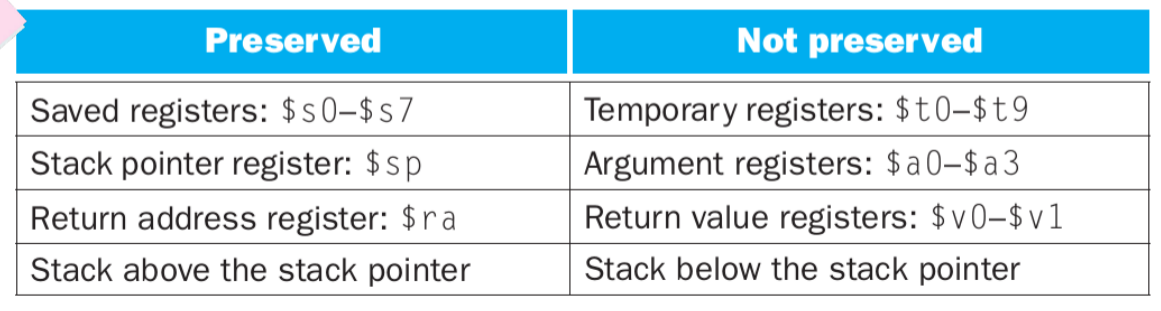 Preserved Not preserved
Saved registers: $s0–$s7 Temporary registers: $t0–$t9
Stack pointer register: $sp Argument registers: $a0–$a3
Return address register: $ra Return value registers: $v0–$v1
Stack above the stack pointer Stack below the stack pointer